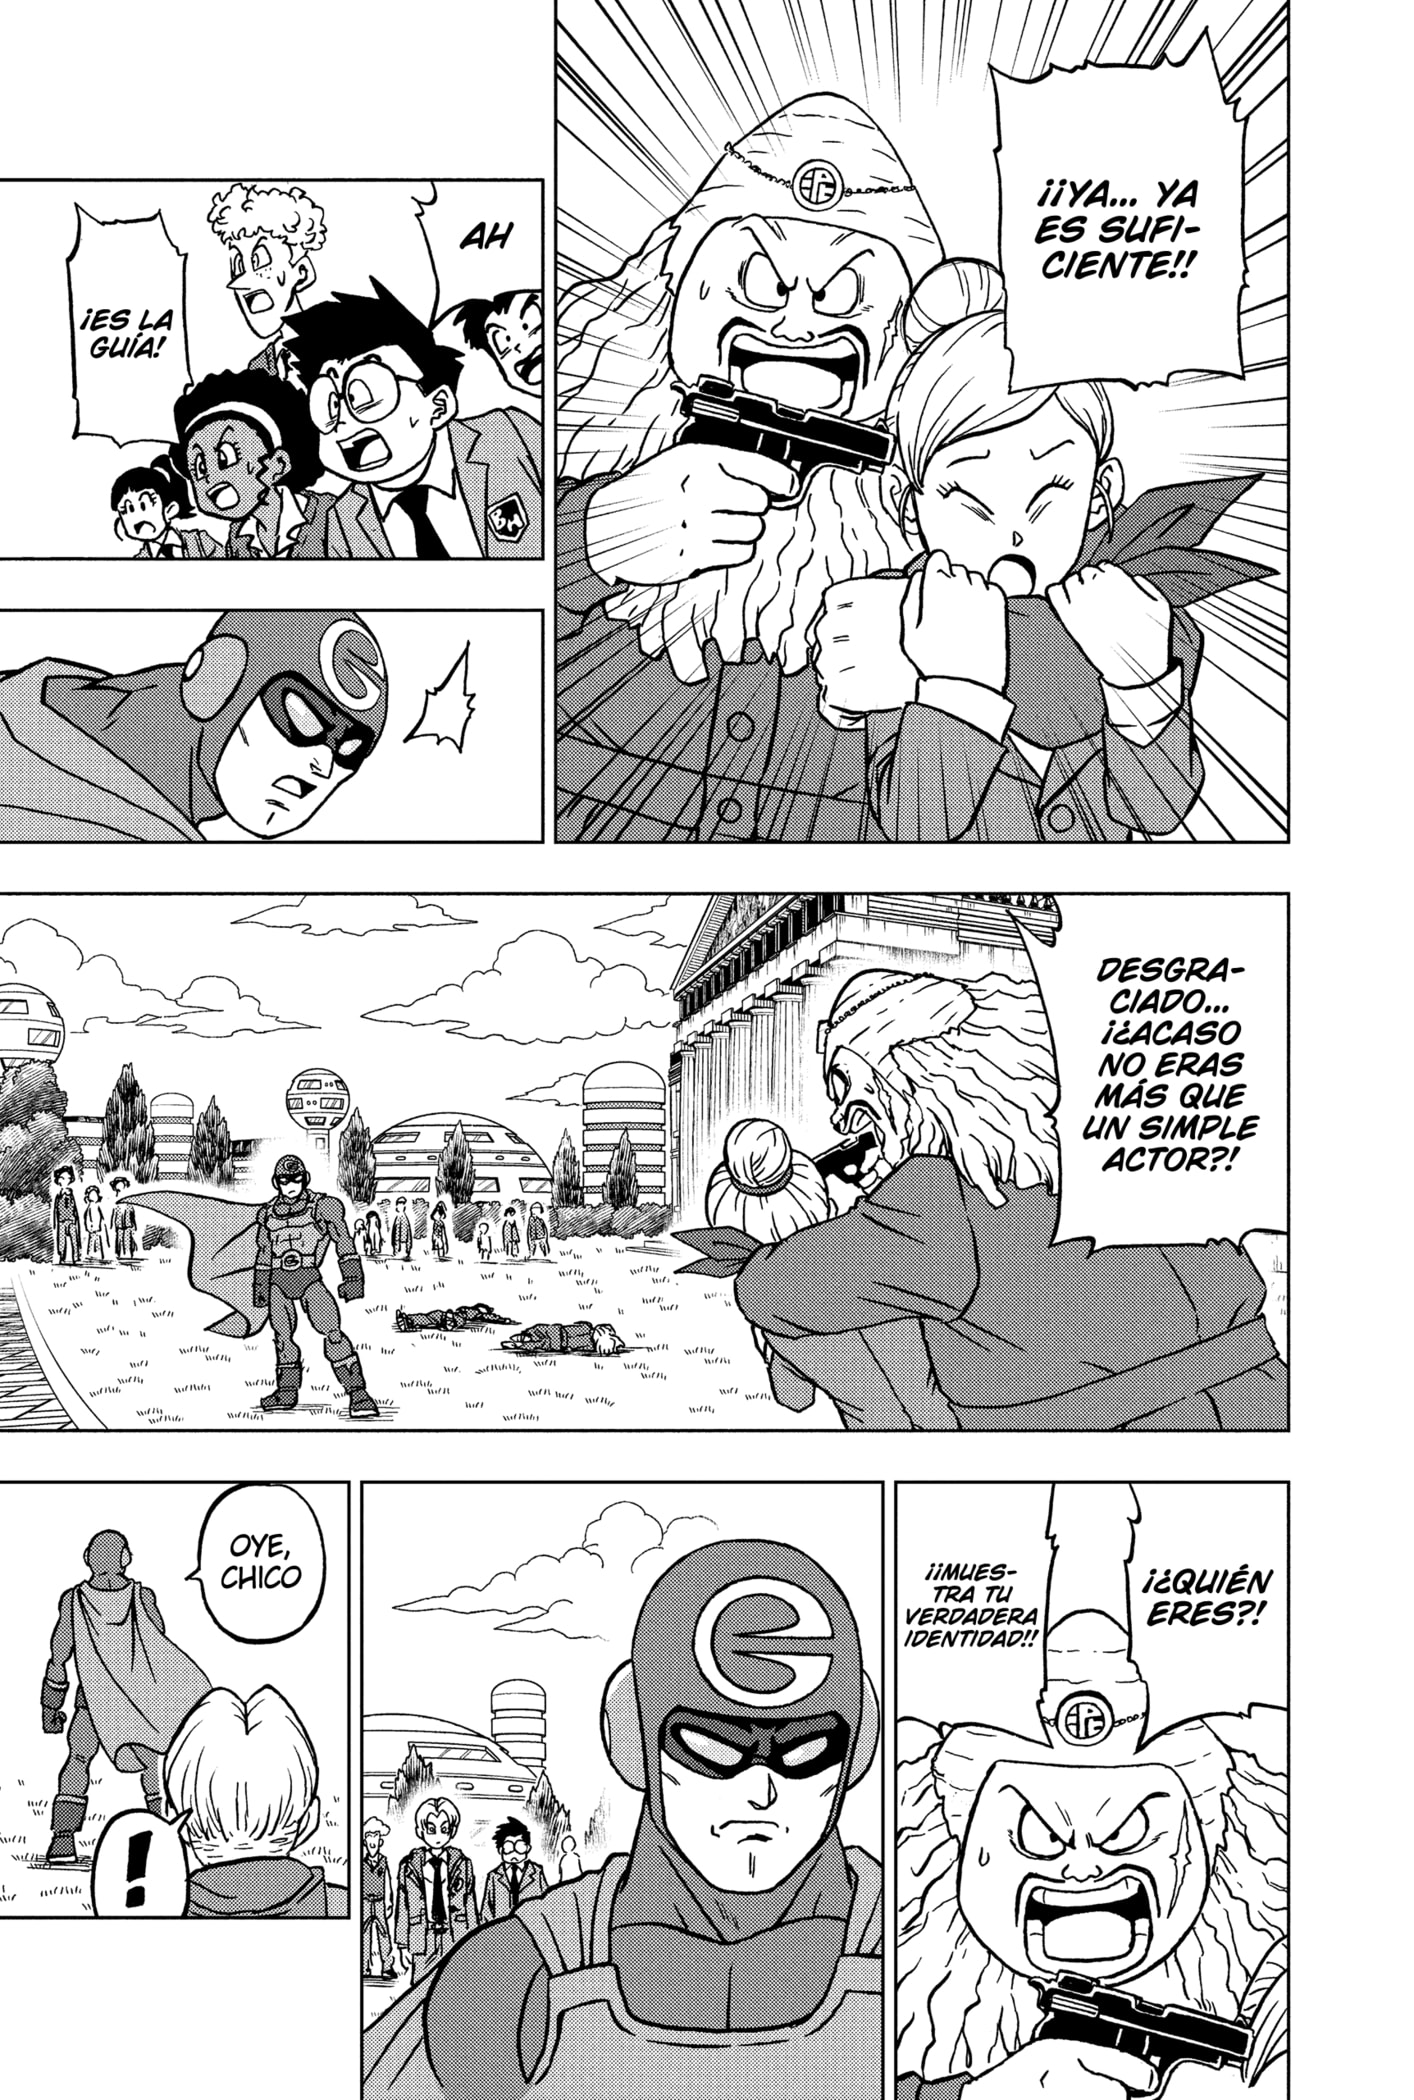 ¡¡YA... YA
ES SUFI-
CIENTE!!
AH
¡ES LA
GUÍA!
BH
DESGRA-
CIADO...
¡¿ACASO
NO ERAS
MÁS QUE
UN SIMPLE
ACTOR?!
¡¿QUIÉN
ERES?!
¡¡MUES-
TRA TU
VERDADERA
IDENTIDAD!!
OYE,
CHICO
!